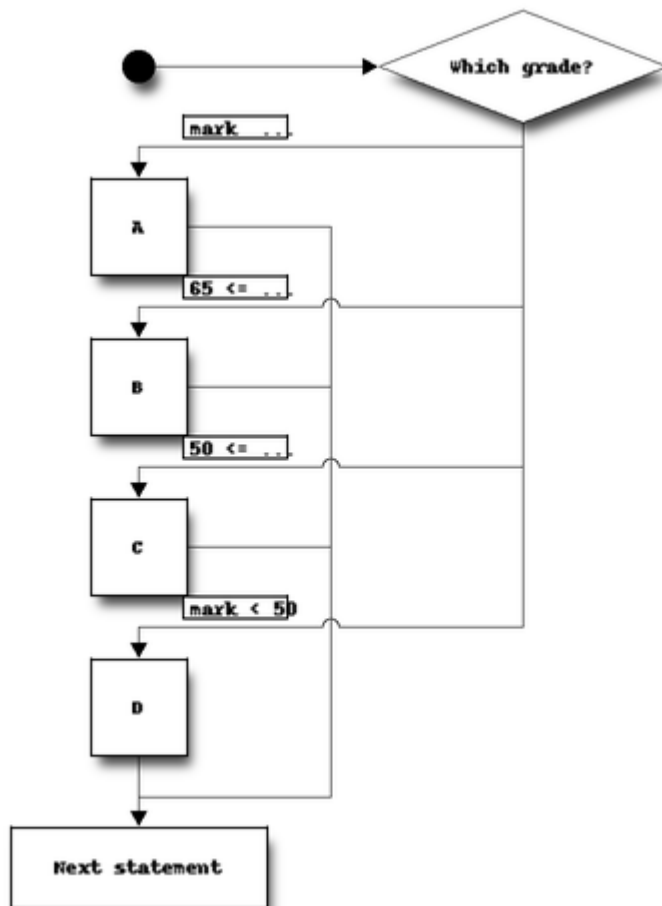 Which grade?
mark ...
A
65 <= ...
B
50 <= ...
C
mark < 50
D
Next statement